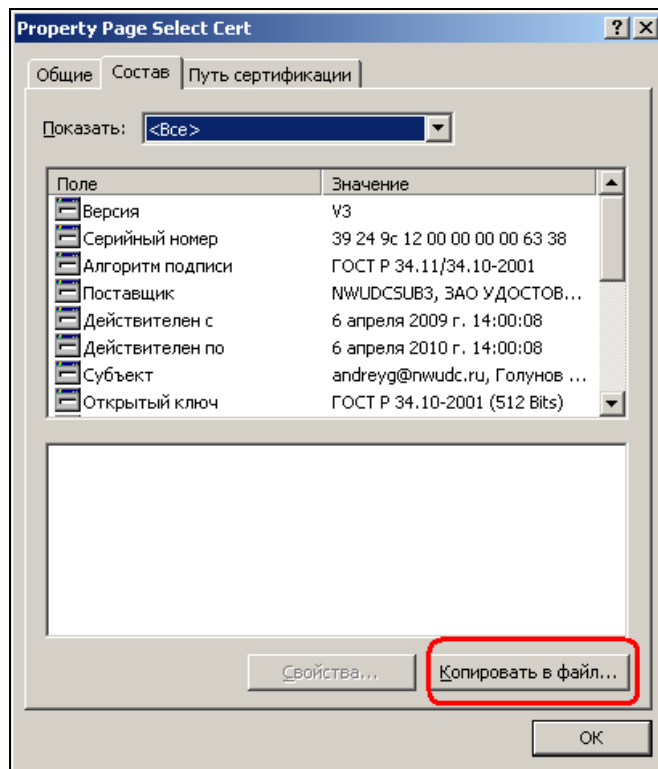 Property Page Select Cert
Общие Состав Путь сертификации
Показать: <Все>
Поле Значение
Версия V3
Серийный номер 39 24 9c 12 00 00 00 00 63 38
Алгоритм подписи ГОСТ Р 34.11/34.10-2001
Поставщик NWUDCSUB3, ЗАО УДОСТОВ...
Действителен с 6 апреля 2009 г. 14:00:08
Действителен по 6 апреля 2010 г. 14:00:08
Субъект andreyg@nwudc.ru, Голунов ...
Открытый ключ ГОСТ Р 34.10-2001 (512 Bits)
Свойства... Копировать в файл...
ОК